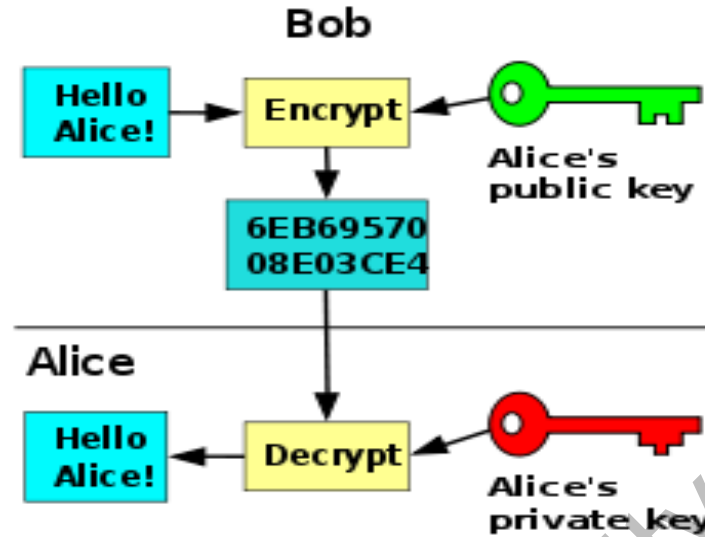 Bob
Hello
Alice!
Encrypt
Alice's
public key
6EB69570
08E03CE4
Alice
Hello
Alice!
Decrypt
Alice's
private key